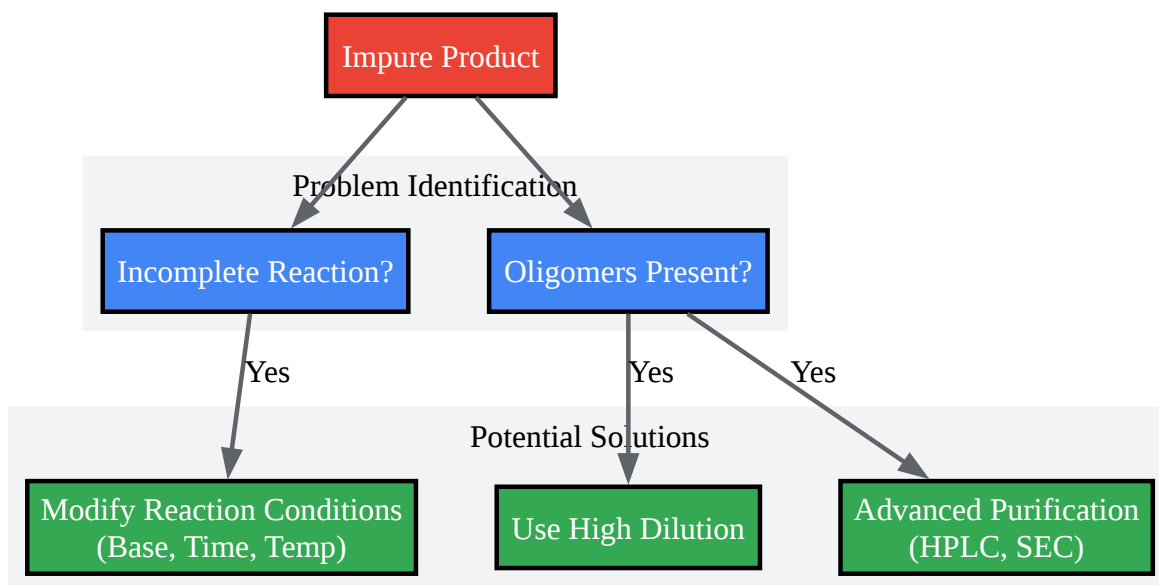 Impure Product
Problem Identification
Incomplete Reaction?
Oligomers Present?
Yes
Yes
Yes
Potential Solutions
Modify Reaction Conditions
(Base, Time, Temp)
Use High Dilution
Advanced Purification
(HPLC, SEC)